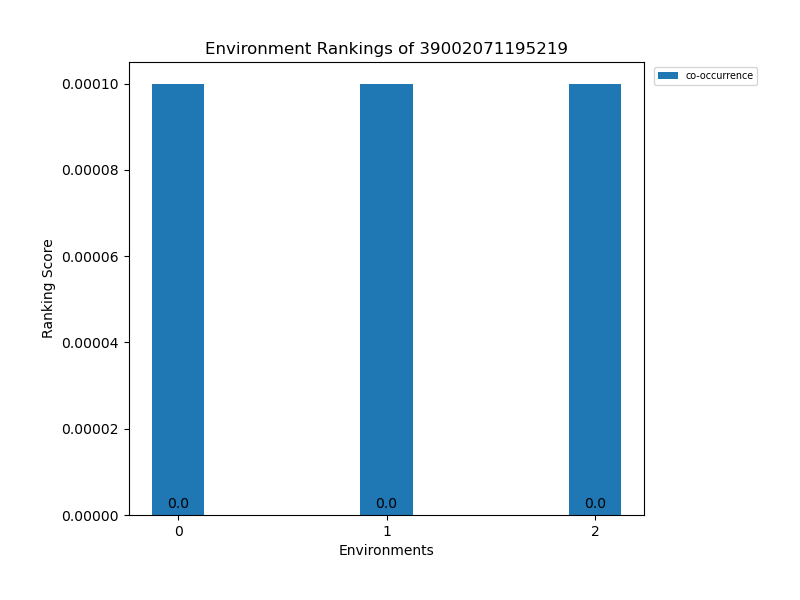 Environment Rankings of 39002071195219
co-occurrence
Ranking Score
0.00010
0.00008
0.00006
0.00004
0.00002
0.00000
0.0 0.0 0.0
0 1 2
Environments